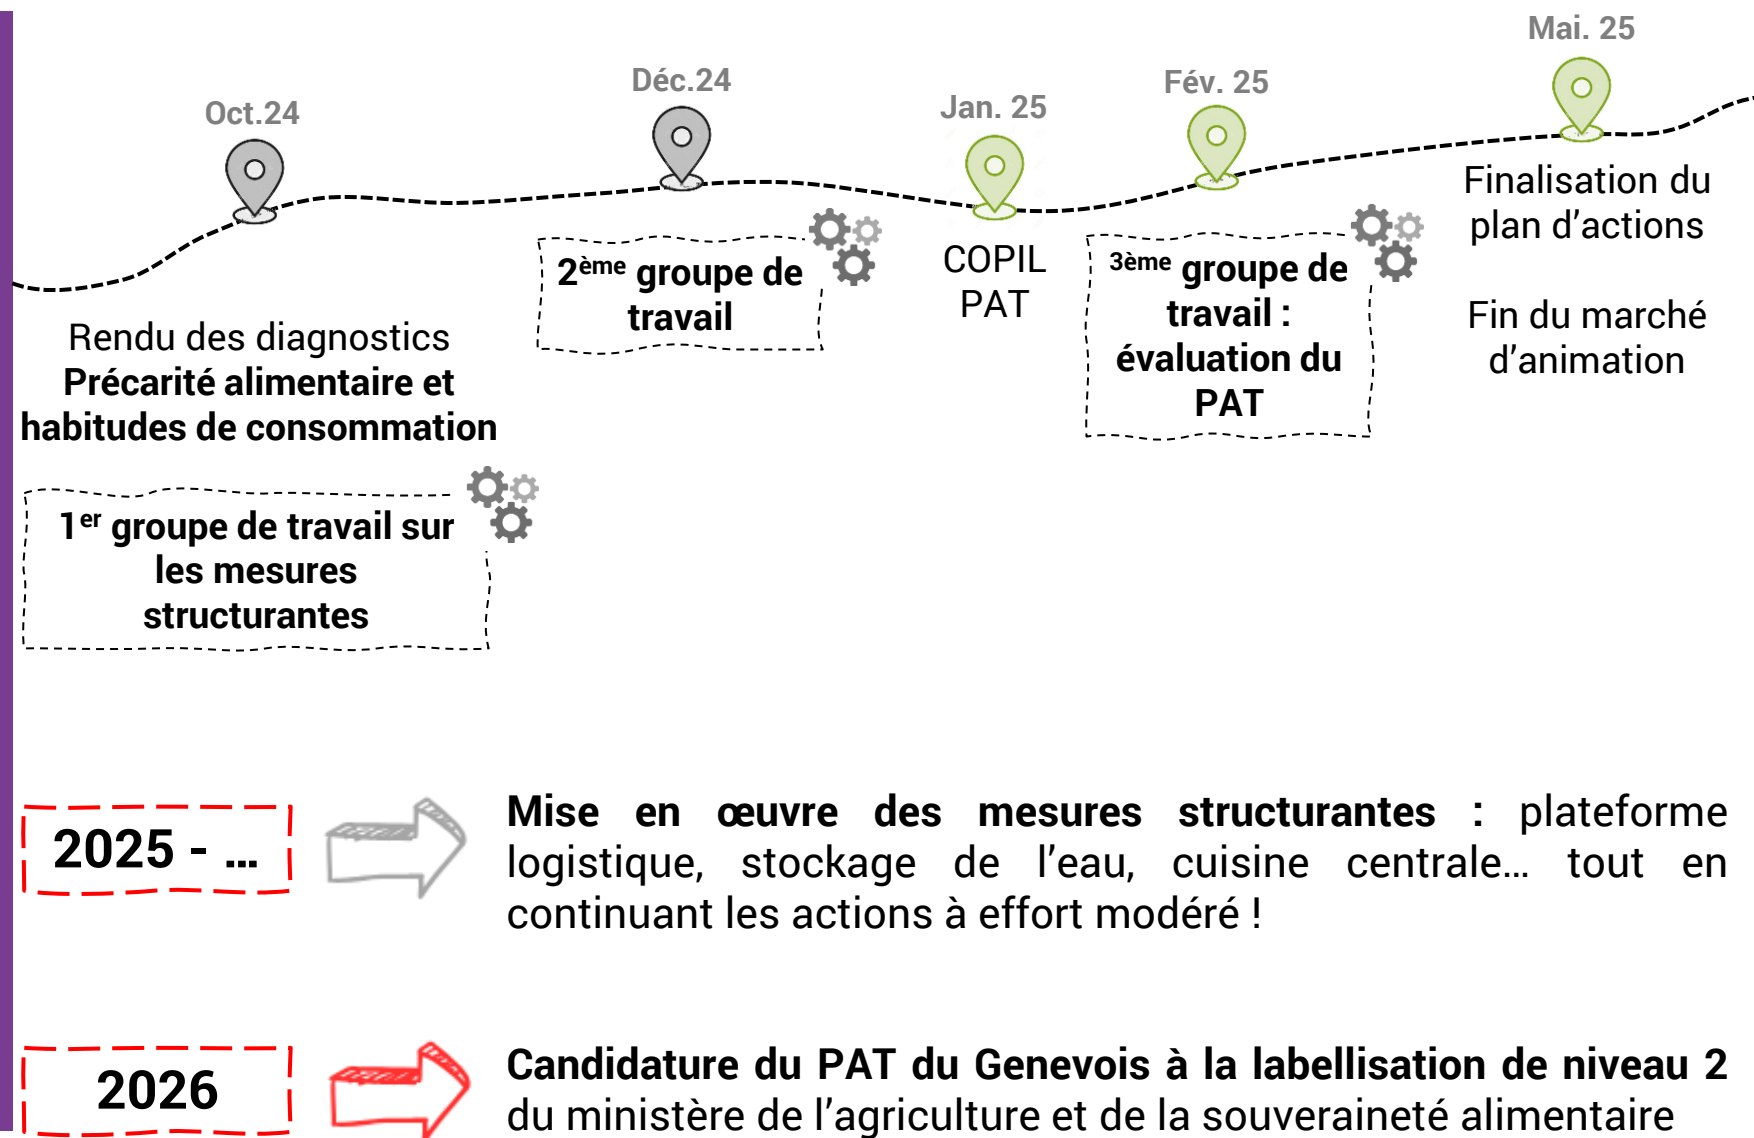 Oct.24
Déc.24
Jan. 25
Fév. 25
Mai. 25
Rendu des diagnostics
Précarité alimentaire et
habitudes de consommation
1er groupe de travail sur
les mesures
structurantes
2ème groupe de
travail
COPIL
PAT
3ème groupe de
travail :
évaluation du
PAT
Finalisation du
plan d’actions
Fin du marché
d’animation
2025 - …
Mise en œuvre des mesures structurantes : plateforme
logistique, stockage de l’eau, cuisine centrale… tout en
continuant les actions à effort modéré !
2026
Candidature du PAT du Genevois à la labellisation de niveau 2
du ministère de l’agriculture et de la souveraineté alimentaire